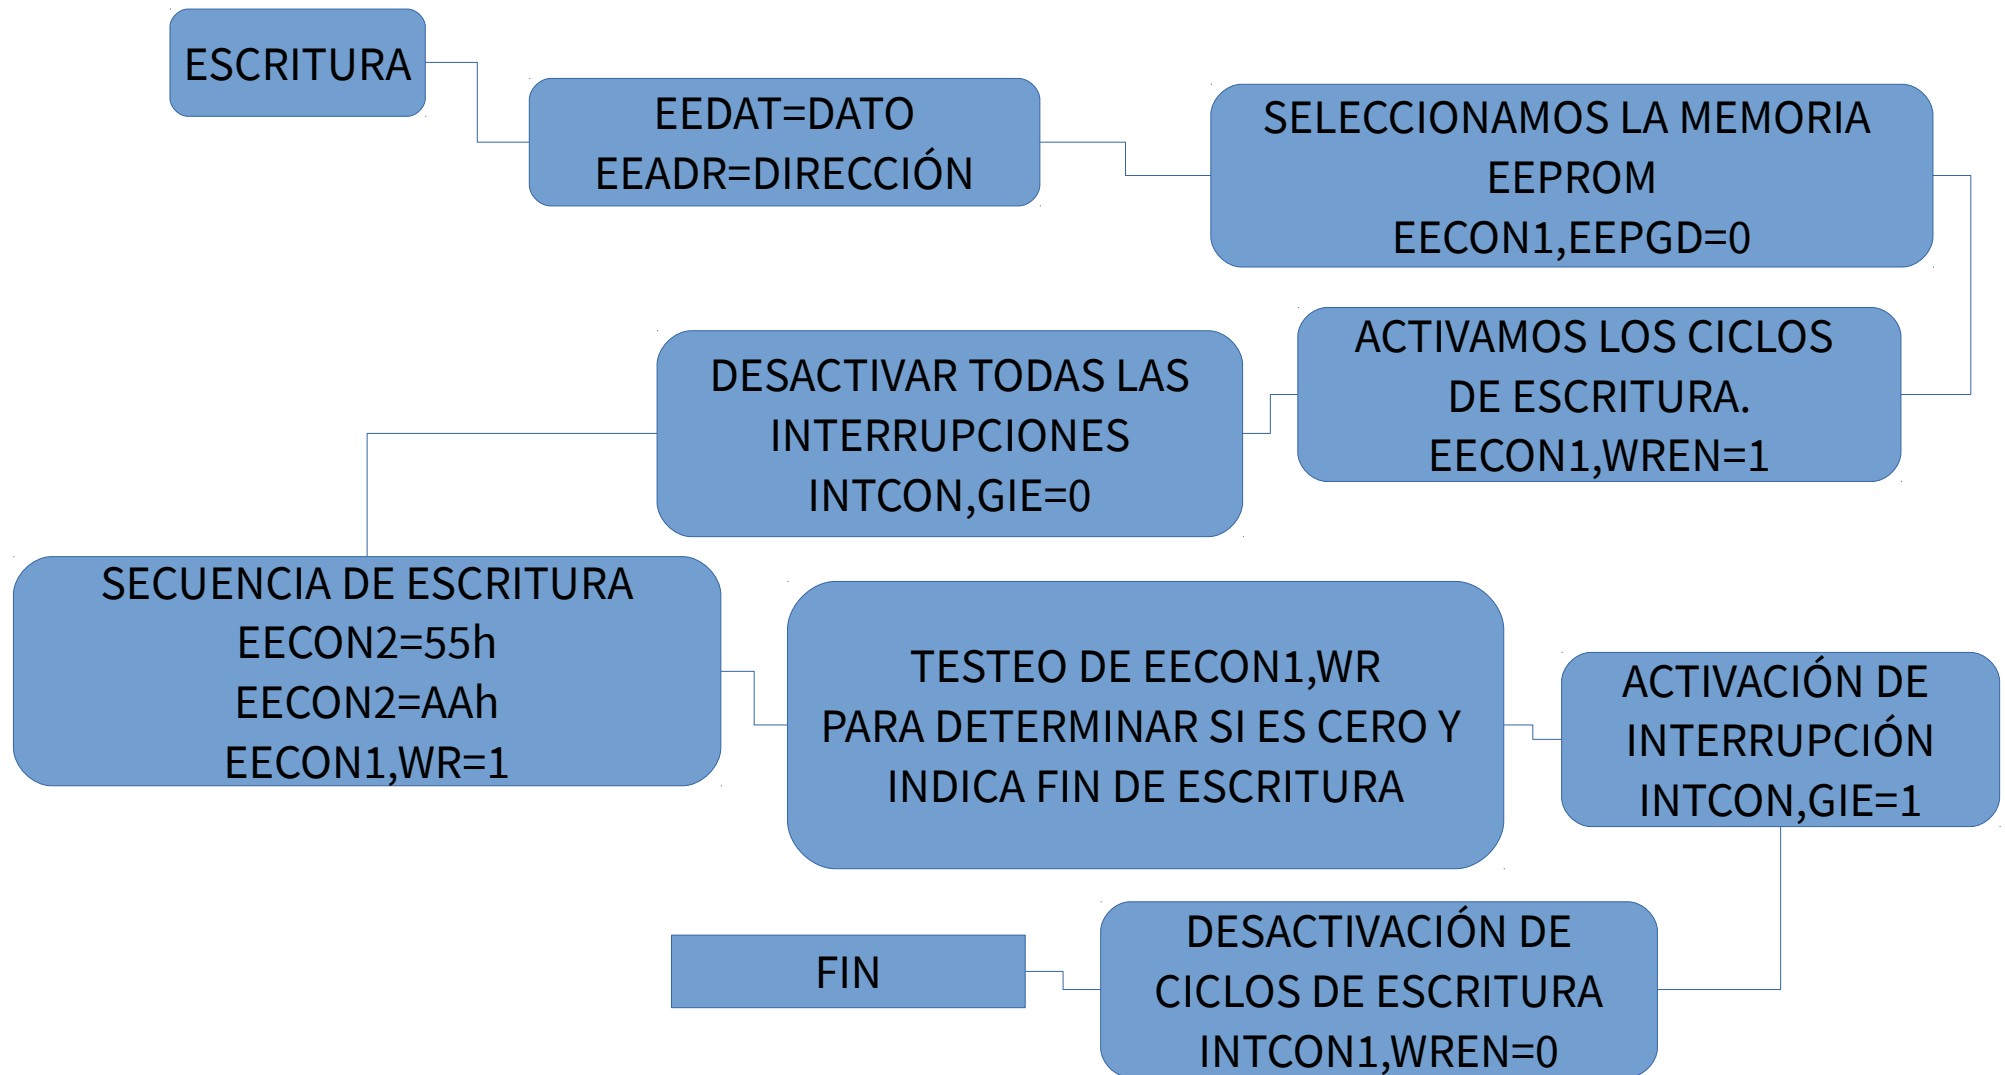 ESCRITURA
EEDAT=DATO
EEADR=DIRECCIÓN
SELECCIONAMOS LA MEMORIA
EEPROM
EECON1,EEPGD=0
ACTIVAMOS LOS CICLOS
DE ESCRITURA.
EECON1,WREN=1
DESACTIVAR TODAS LAS
INTERRUPCIONES
INTCON,GIE=0
SECUENCIA DE ESCRITURA
EECON2=55h
EECON2=AAh
EECON1,WR=1
TESTEO DE EECON1,WR
PARA DETERMINAR SI ES CERO Y
INDICA FIN DE ESCRITURA
ACTIVACIÓN DE
INTERRUPCIÓN
INTCON,GIE=1
DESACTIVACIÓN DE
CICLOS DE ESCRITURA
INTCON1,WREN=0
FIN